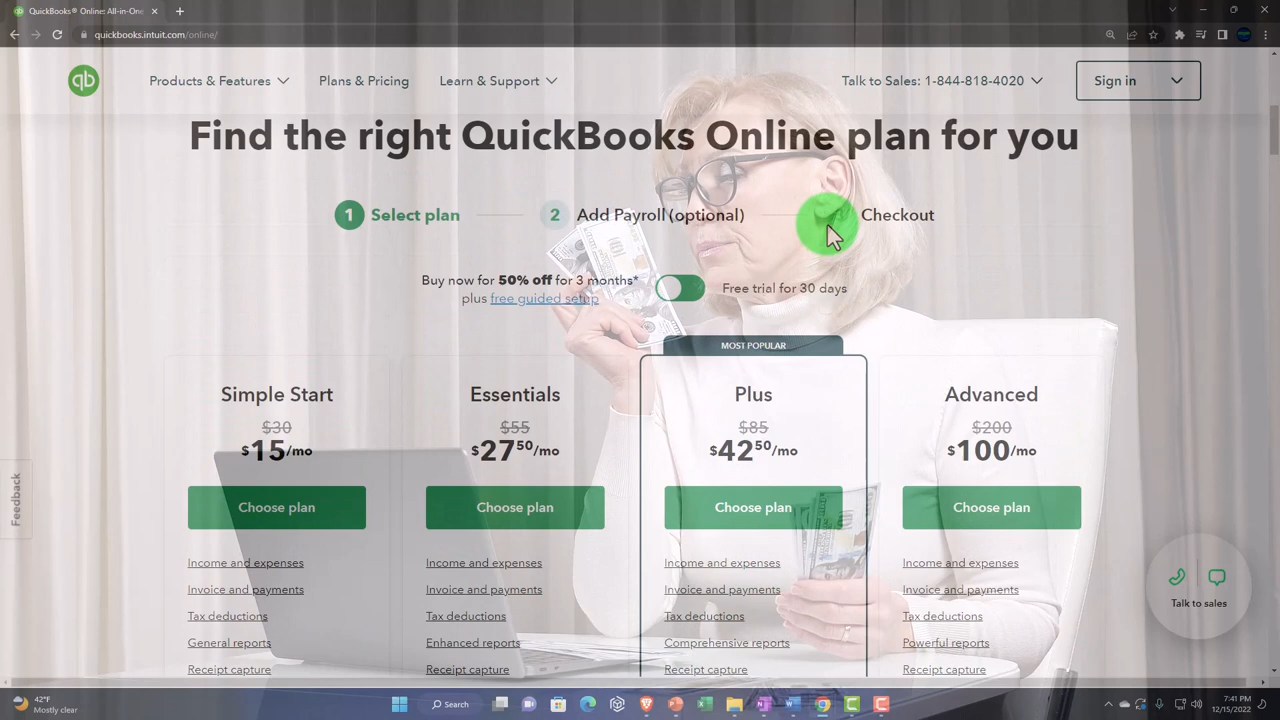 QuickBooks® Online: All-in-One
quickbooks.intuit.com/online/
qb
Products & Features
Plans & Pricing
Learn & Support
Talk to Sales: 1-844-818-4020
Sign in
Find the right QuickBooks Online plan for you
1 Select plan
2 Add Payroll (optional)
Checkout
Buy now for 50% off for 3 months*
plus free guided setup
Free trial for 30 days
MOST POPULAR
Simple Start
Essentials
Plus
Advanced
$30
$55
$85
$200
$15/mo
$27 50/mo
$42 50/mo
$100/mo
Choose plan
Choose plan
Choose plan
Choose plan
Income and expenses
Income and expenses
Income and expenses
Income and expenses
Invoice and payments
Invoice and payments
Invoice and payments
Invoice and payments
Tax deductions
Tax deductions
Tax deductions
Tax deductions
General reports
Enhanced reports
Comprehensive reports
Powerful reports
Receipt capture
Receipt capture
Receipt capture
Receipt capture
Feedback
Talk to sales
42°F
Mostly clear
Search
7:41 PM
12/15/2022